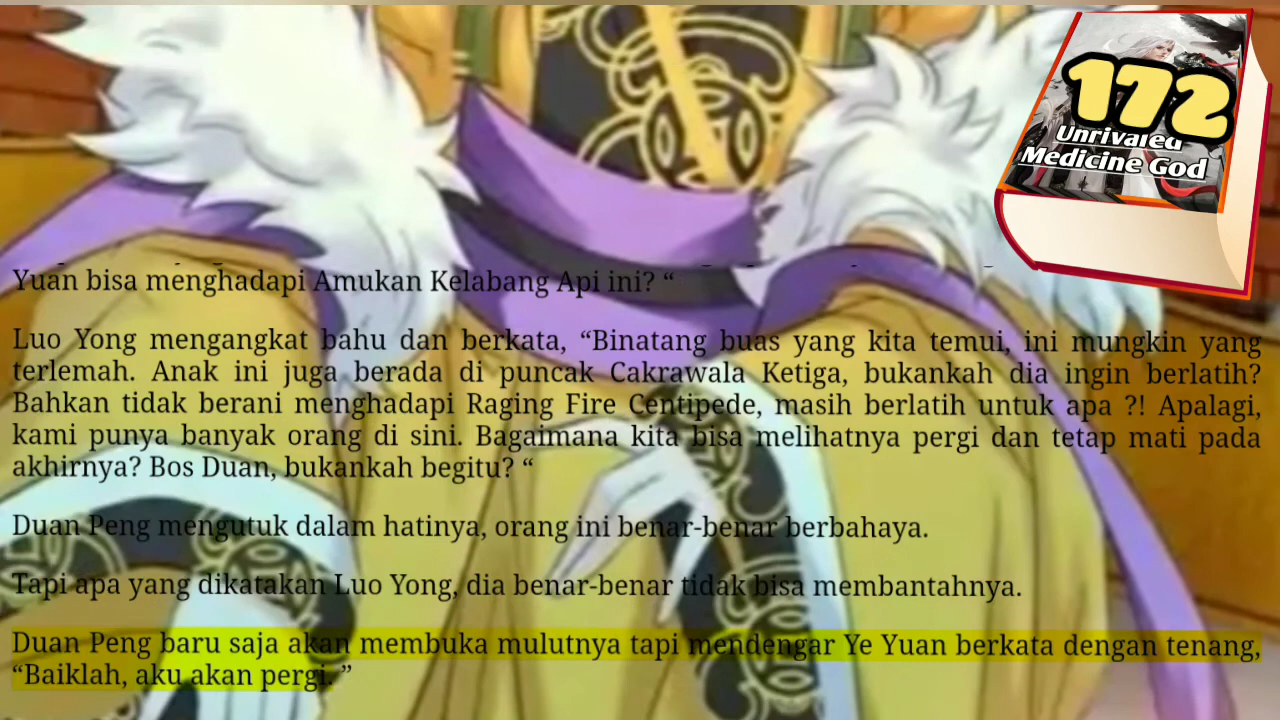 172
Unrivaled
Medicine God
Yuan bisa menghadapi Amukan Kelabang Api ini? “
Luo Yong mengangkat bahu dan berkata, “Binatang buas yang kita temui, ini mungkin yang
terlemah. Anak ini juga berada di puncak Cakrawala Ketiga, bukankah dia ingin berlatih?
Bahkan tidak berani menghadapi Raging Fire Centipede, masih berlatih untuk apa ?! Apalagi,
kami punya banyak orang di sini. Bagaimana kita bisa melihatnya pergi dan tetap mati pada
akhirnya? Bos Duan, bukankah begitu? “
Duan Peng mengutuk dalam hatinya, orang ini benar-benar berbahaya.
Tapi apa yang dikatakan Luo Yong, dia benar-benar tidak bisa membantahnya.
Duan Peng baru saja akan membuka mulutnya tapi mendengar Ye Yuan berkata dengan tenang,
“Baiklah, aku akan pergi. ”